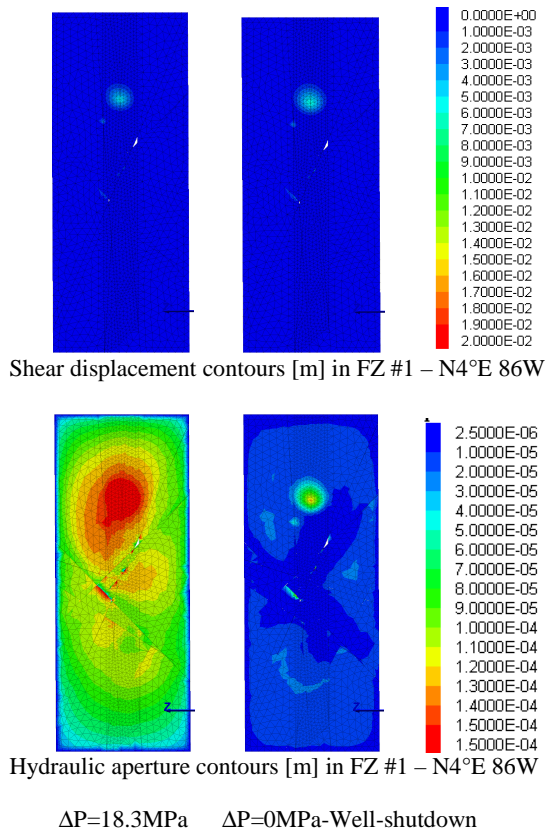 0.0000E+00
1.0000E-03
2.0000E-03
3.0000E-03
4.0000E-03
5.0000E-03
6.0000E-03
7.0000E-03
8.0000E-03
9.0000E-03
1.0000E-02
1.1000E-02
1.2000E-02
1.3000E-02
1.4000E-02
1.5000E-02
1.6000E-02
1.7000E-02
1.8000E-02
1.9000E-02
2.0000E-02
Shear displacement contours [m] in FZ #1 – N4°E 86W
2.5000E-06
1.0000E-05
2.0000E-05
3.0000E-05
4.0000E-05
5.0000E-05
6.0000E-05
7.0000E-05
8.0000E-05
9.0000E-05
1.0000E-04
1.1000E-04
1.2000E-04
1.3000E-04
1.4000E-04
1.5000E-04
1.5000E-04
Z Z
Hydraulic aperture contours [m] in FZ #1 – N4°E 86W
ΔP=18.3MPa ΔP=0MPa-Well-shutdown